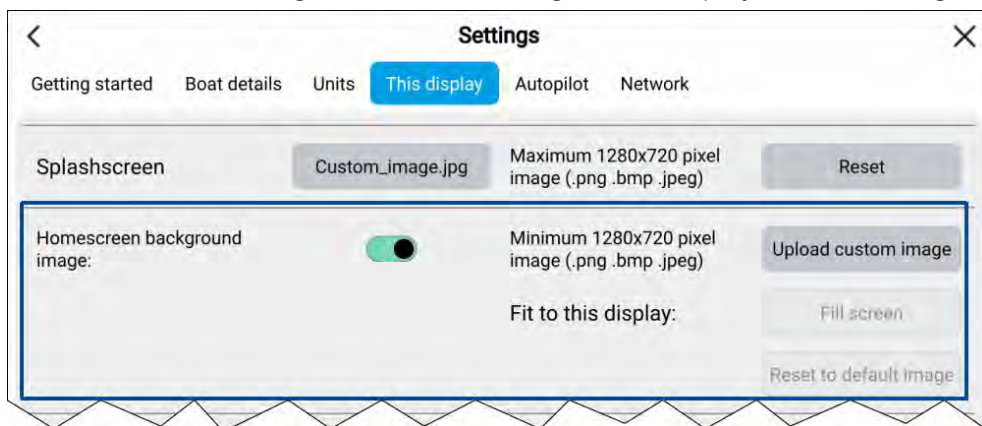 Settings
Getting started Boat details Units This display Autopilot Network
Splashscreen Custom_image.jpg Maximum 1280x720 pixel image (.png .bmp .jpeg) Reset
Homescreen background image: Minimum 1280x720 pixel image (.png .bmp .jpeg) Upload custom image
Fit to this display: Fill screen
Reset to default image